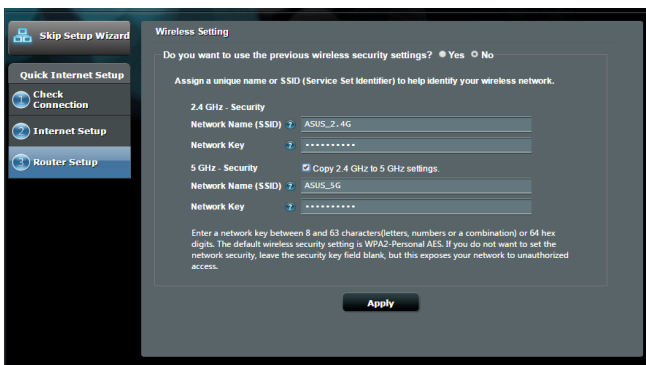 Skip Setup Wizard
Quick Internet Setup
1 Check Connection
2 Internet Setup
3 Router Setup
Wireless Setting
Do you want to use the previous wireless security settings? Yes No
Assign a unique name or SSID (Service Set Identifier) to help identify your wireless network.
2.4 GHz - Security
Network Name (SSID) ? ASUS_2.4G
Network Key ? ••••••••••
5 GHz - Security Copy 2.4 GHz to 5 GHz settings.
Network Name (SSID) ? ASUS_5G
Network Key ? ••••••••••
Enter a network key between 8 and 63 characters(letters, numbers or a combination) or 64 hex
digits. The default wireless security setting is WPA2-Personal AES. If you do not want to set the
network security, leave the security key field blank, but this exposes your network to unauthorized
access.
Apply